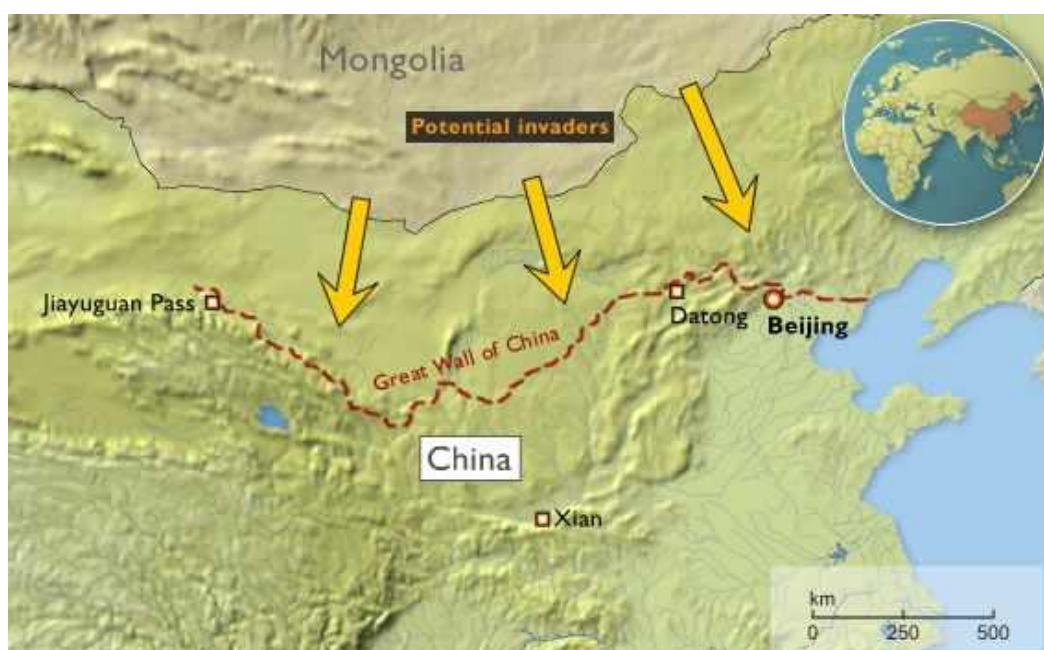 Mongolia
Potential invaders
Jiayuguan Pass
Datong
Beijing
Great Wall of China
China
Xian
km
0 250 500